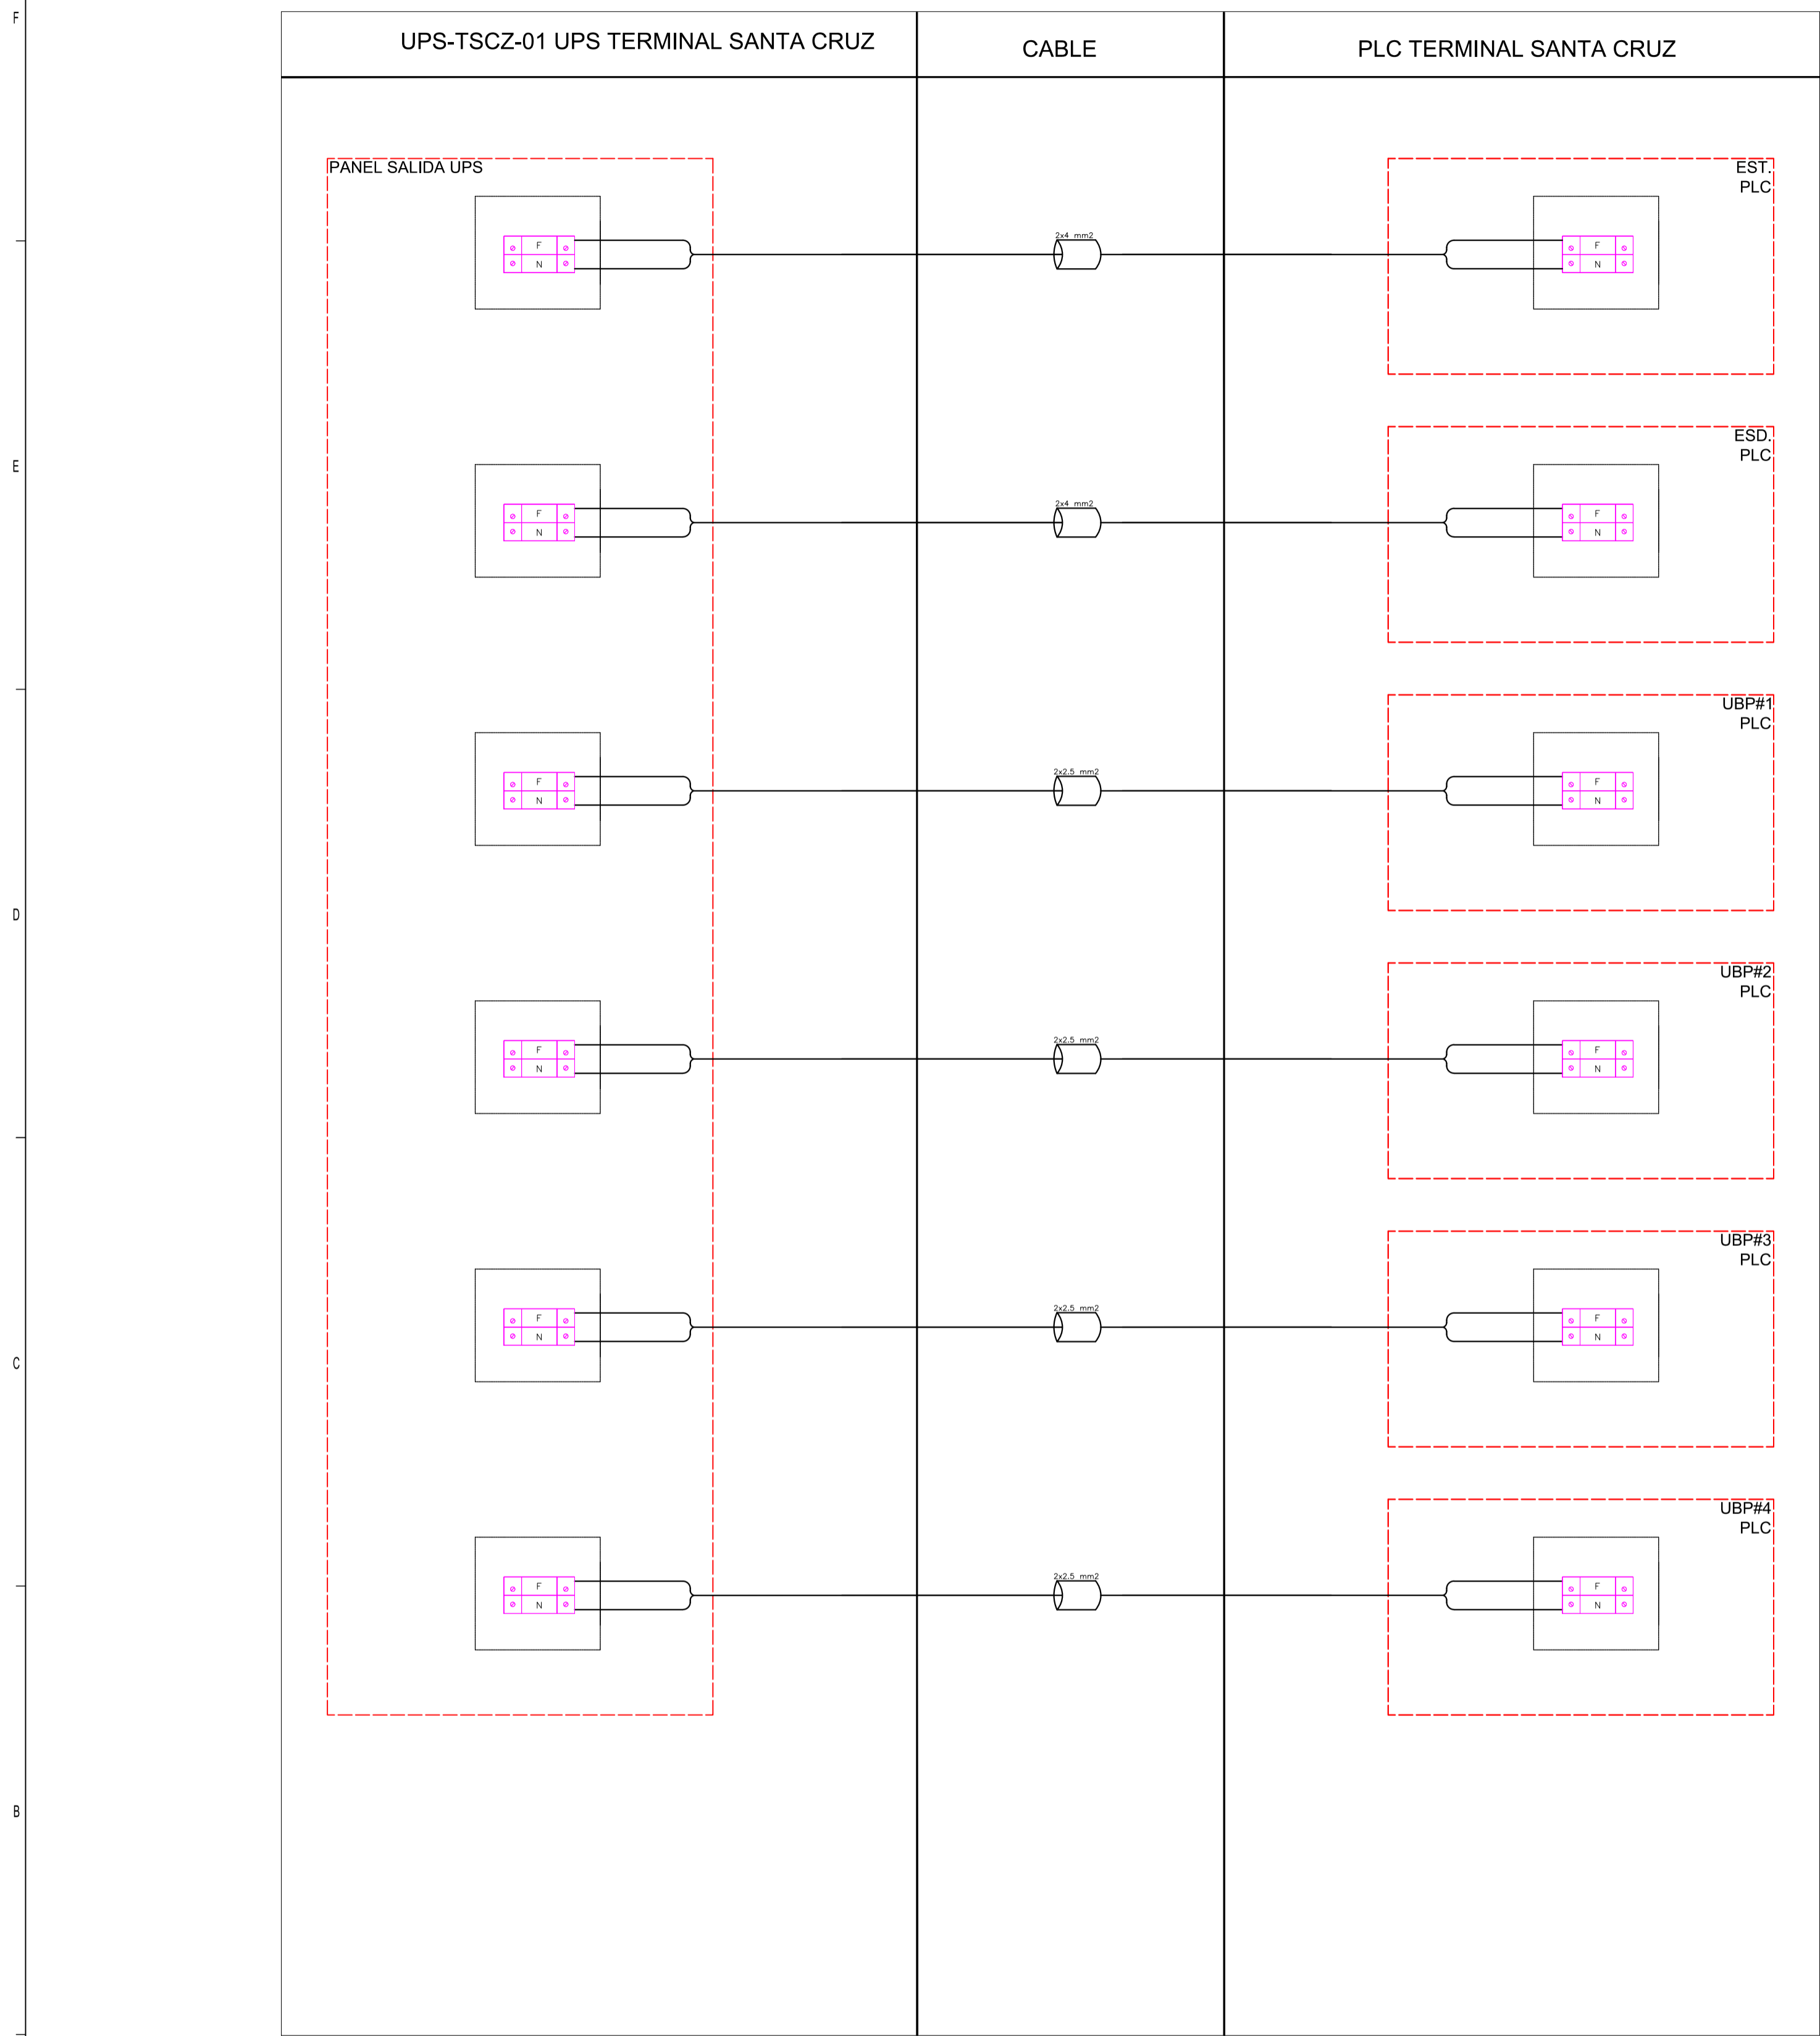 F
UPS-TSCZ-01 UPS TERMINAL SANTA CRUZ
CABLE
PLC TERMINAL SANTA CRUZ
PANEL SALIDA UPS
EST.
PLC
F
N
2x4 mm2
F
N
E
ESD.
PLC
F
N
2x4 mm2
F
N
UBP#1
PLC
F
N
2x2.5 mm2
F
N
D
UBP#2
PLC
F
N
2x2.5 mm2
F
N
UBP#3
PLC
F
N
2x2.5 mm2
F
N
C
UBP#4
PLC
F
N
2x2.5 mm2
F
N
B